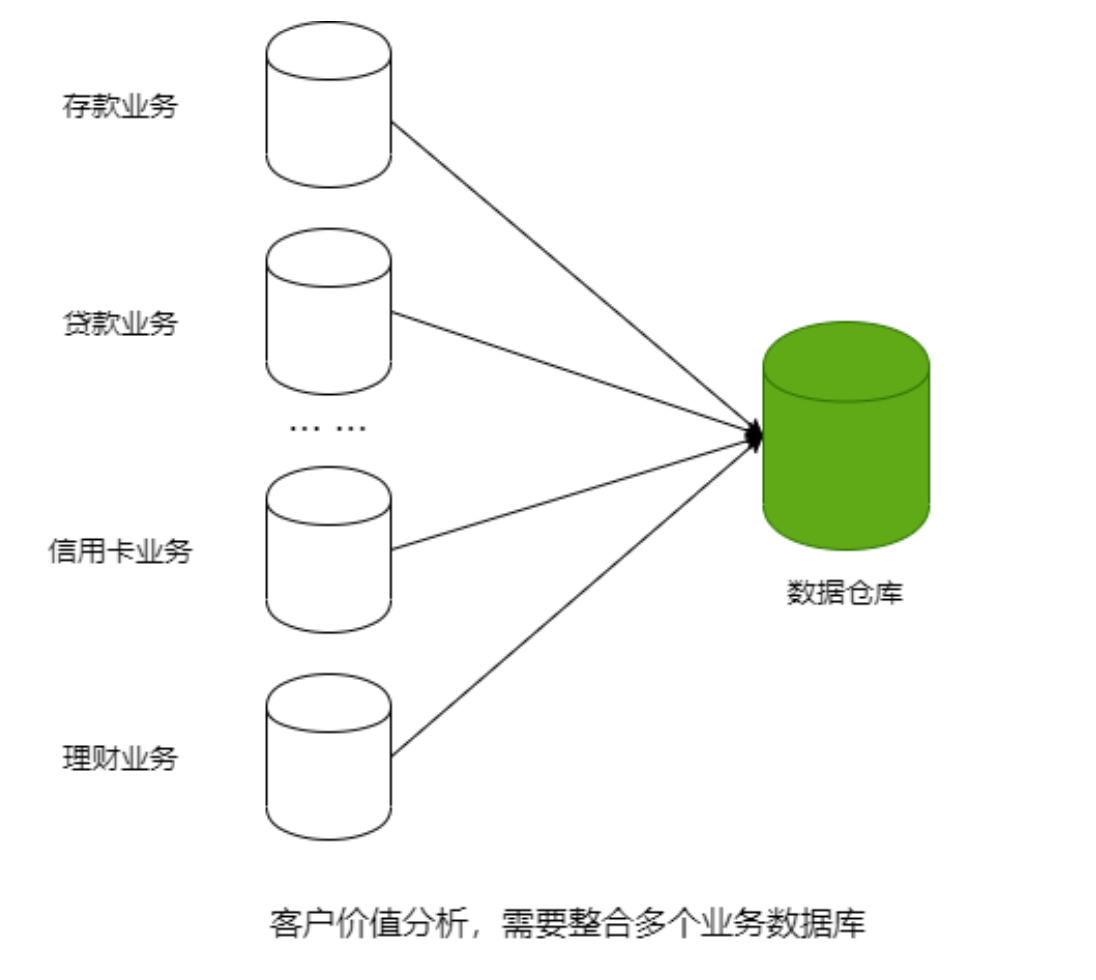 存款业务
贷款业务
... ...
信用卡业务
数据仓库
理财业务
客户价值分析，需要整合多个业务数据库